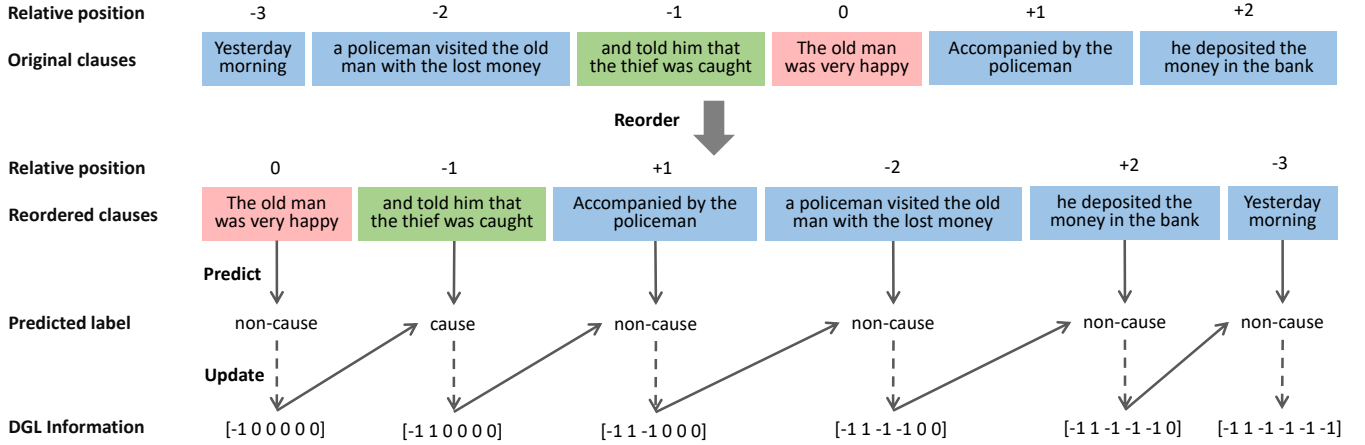 Relative position -3 -2 -1 0 +1 +2
Original clauses
Yesterday
morning
a policeman visited the old
man with the lost money
and told him that
the thief was caught
The old man
was very happy
Accompanied by the
policeman
he deposited the
money in the bank
Reorder
Relative position 0 -1 +1 -2 +2 -3
Reordered clauses
The old man
was very happy
and told him that
the thief was caught
Accompanied by the
policeman
a policeman visited the old
man with the lost money
he deposited the
money in the bank
Yesterday
morning
Predict
Predicted label non-cause cause non-cause non-cause non-cause non-cause
Update
DGL Information [-1 0 0 0 0 0] [-1 1 0 0 0 0] [-1 1 -1 0 0 0] [-1 1 -1 -1 0 0] [-1 1 -1 -1 -1 0] [-1 1 -1 -1 -1 -1]